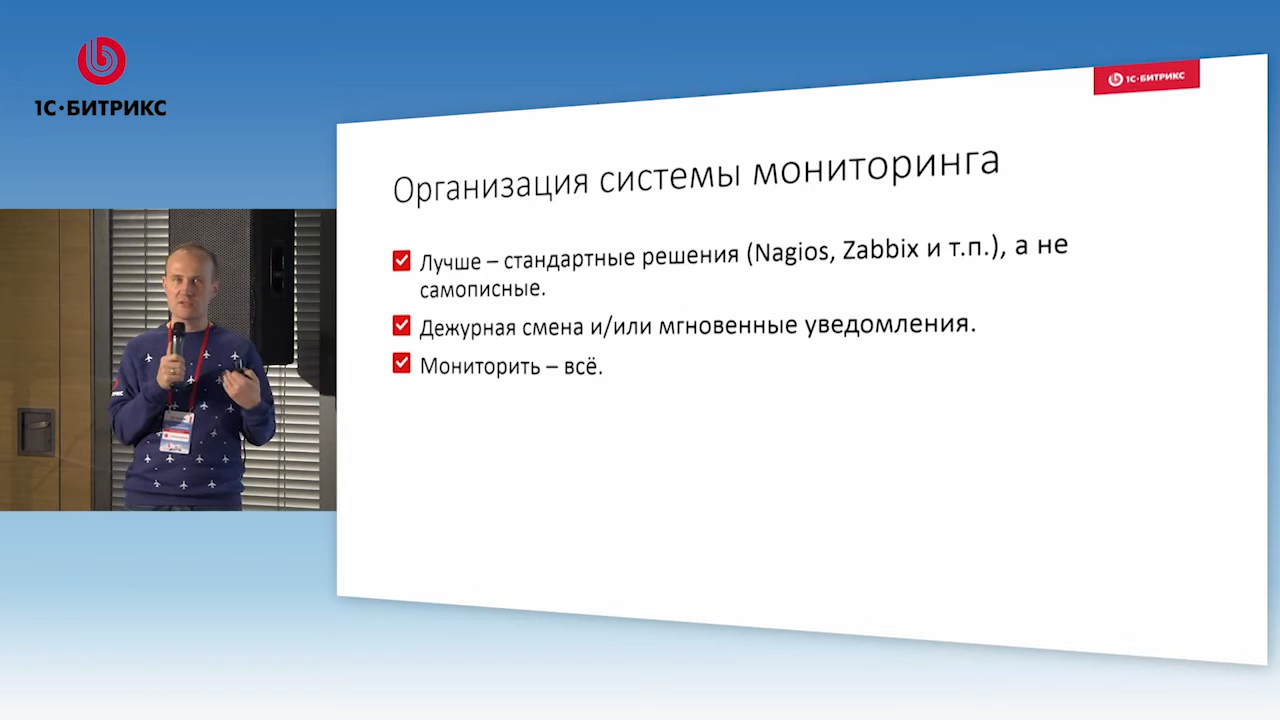 1С•БИТРИКС
1С•БИТРИКС
Организация системы мониторинга
Лучше – стандартные решения (Nagios, Zabbix и т.п.), а не
самописные.
Дежурная смена и/или мгновенные уведомления.
Мониторить – всё.